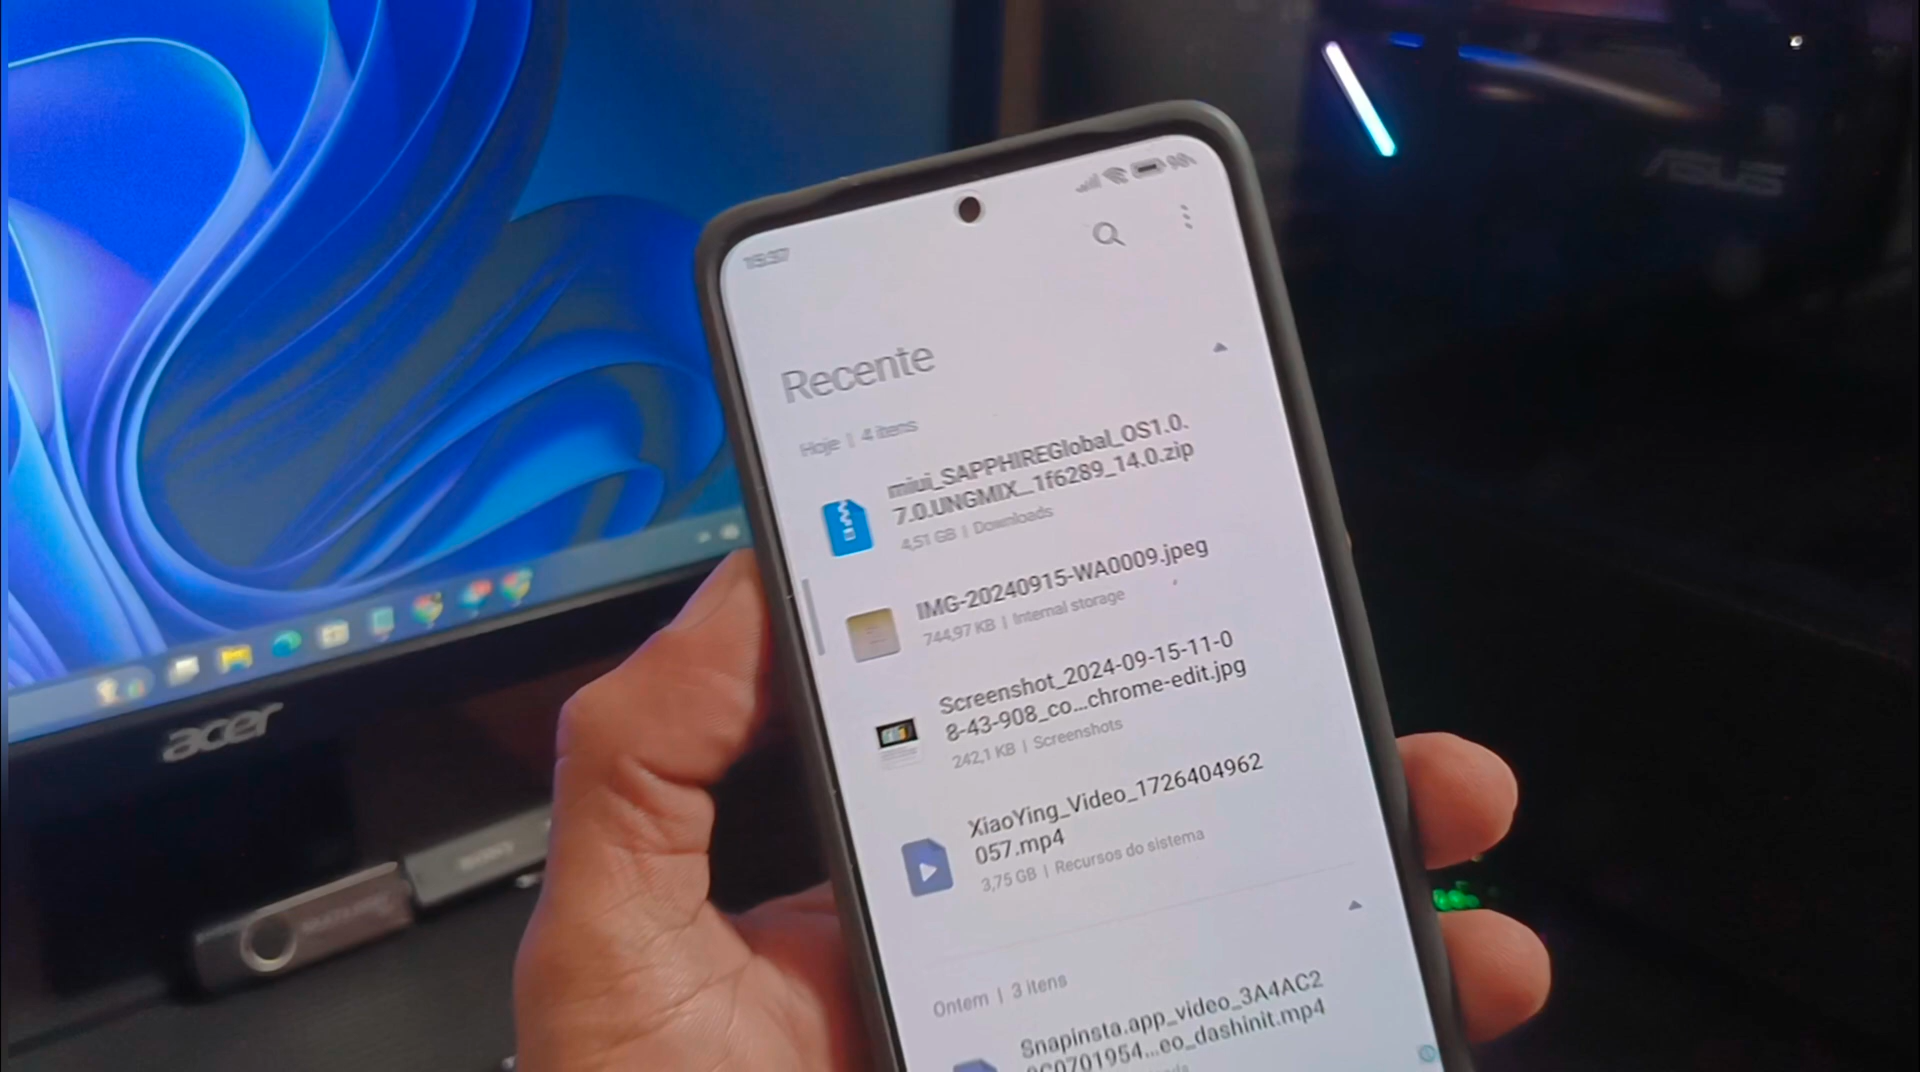 ASUS
15:37
Recente
Hoje | 4 itens
miui_SAPPHIREGlobal_OS1.0.
7.0.UNGMIX_1f6289_14.0.zip
4,51 GB | Downloads
IMG-20240915-WA0009.jpeg
744,97 KB | Internal storage
Screenshot_2024-09-15-11-0
8-43-908_co...chrome-edit.jpg
242,1 KB | Screenshots
XiaoYing_Video_1726404962
057.mp4
3,75 GB | Recursos do sistema
Ontem | 3 itens
Snapinsta.app_video_3A4AC2
0C0701954...eo_dashinit.mp4
acer
SONY